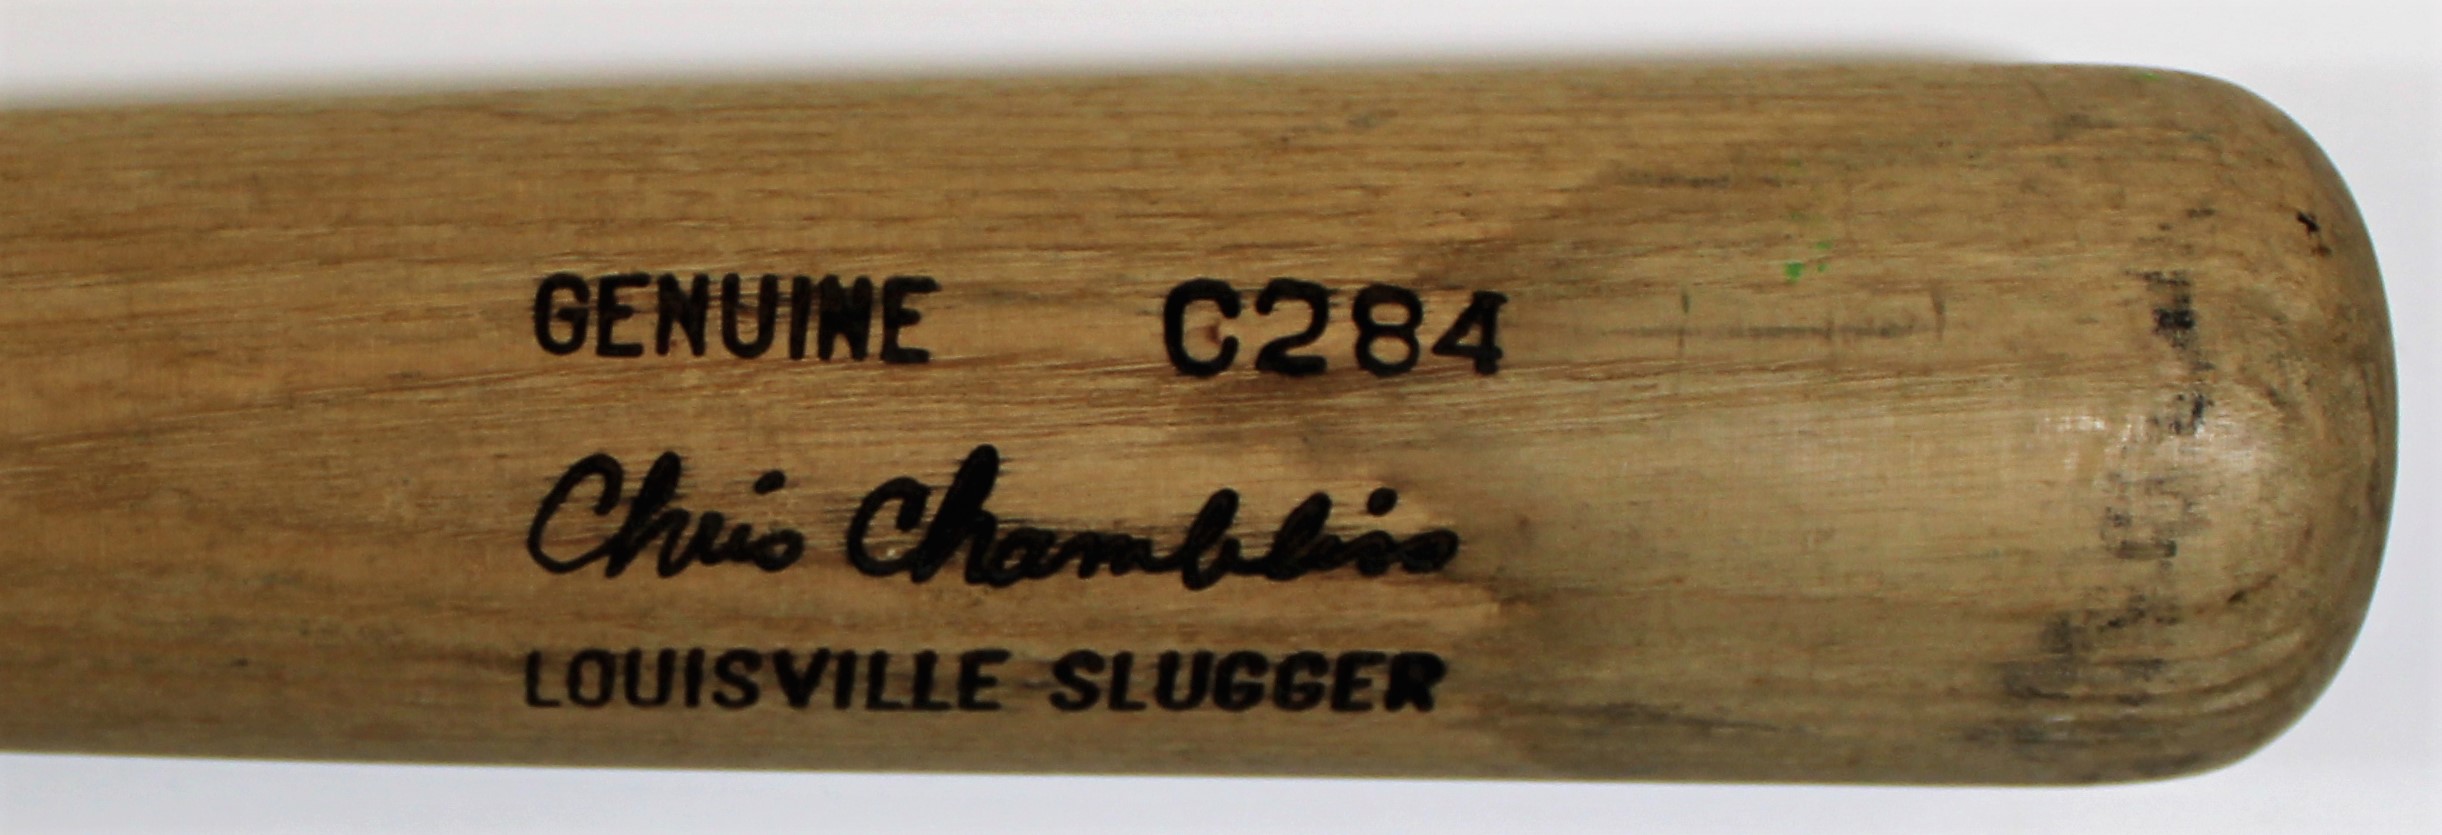 GENUINE C284
Chris Chambliss
LOUISVILLE SLUGGER